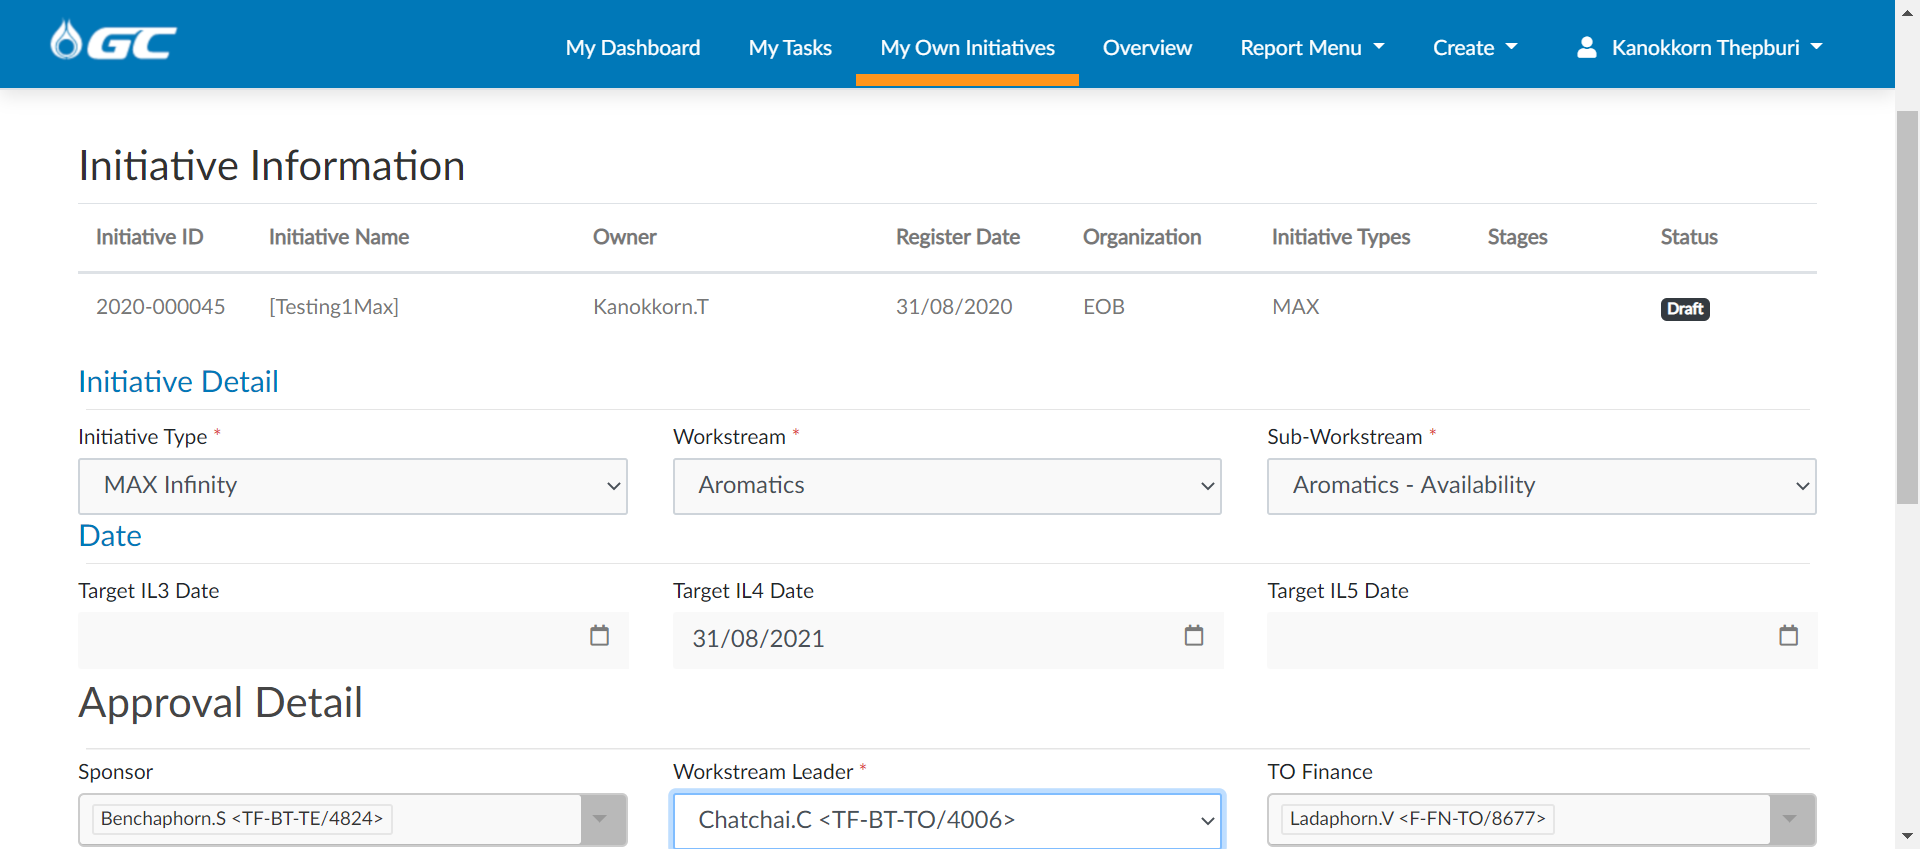 GC
My Dashboard My Tasks My Own Initiatives Overview Report Menu Create Kanokkorn Thepburi
Initiative Information
Initiative ID Initiative Name Owner Register Date Organization Initiative Types Stages Status
2020-000045 [Testing1Max] Kanokkorn.T 31/08/2020 EOB MAX Draft
Initiative Detail
Initiative Type * Workstream * Sub-Workstream *
MAX Infinity Aromatics Aromatics - Availability
Date
Target IL3 Date Target IL4 Date Target IL5 Date
31/08/2021
Approval Detail
Sponsor Workstream Leader * TO Finance
Benchaphorn.S <TF-BT-TE/4824> Chatchai.C <TF-BT-TO/4006> Ladaphorn.V <F-FN-TO/8677>